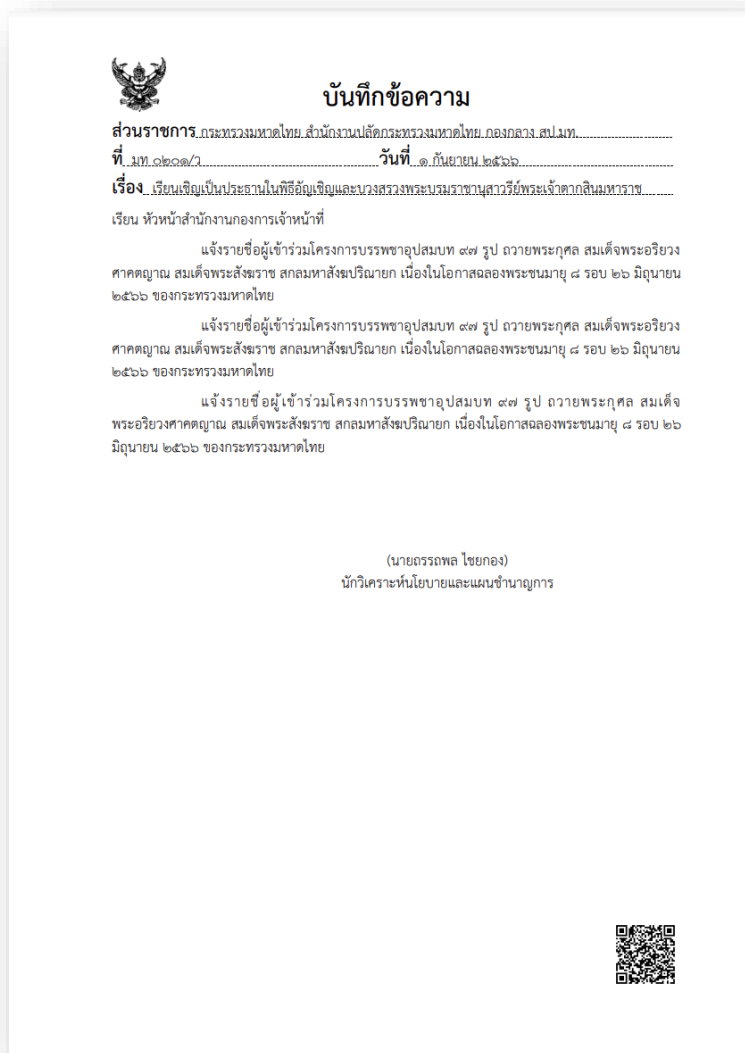 บันทึกข้อความ
ส่วนราชการ กระทรวงมหาดไทย สำนักงานปลัดกระทรวงมหาดไทย กองกลาง สป.มท.
ที่ มท ๐๒๐๑/ว วันที่ ๑ กันยายน ๒๕๖๖
เรื่อง เรียนเชิญเป็นประธานในพิธีอัญเชิญและบวงสรวงพระบรมราชานุสาวรีย์พระเจ้าตากสินมหาราช
เรียน หัวหน้าสำนักงานกองการเจ้าหน้าที่
แจ้งรายชื่อผู้เข้าร่วมโครงการบรรพชาอุปสมบท ๙๗ รูป ถวายพระกุศล สมเด็จพระอริยวง
ศาคตญาณ สมเด็จพระสังฆราช สกลมหาสังฆปริณายก เนื่องในโอกาสฉลองพระชนมายุ ๘ รอบ ๒๖ มิถุนายน
๒๕๖๖ ของกระทรวงมหาดไทย
แจ้งรายชื่อผู้เข้าร่วมโครงการบรรพชาอุปสมบท ๙๗ รูป ถวายพระกุศล สมเด็จพระอริยวง
ศาคตญาณ สมเด็จพระสังฆราช สกลมหาสังฆปริณายก เนื่องในโอกาสฉลองพระชนมายุ ๘ รอบ ๒๖ มิถุนายน
๒๕๖๖ ของกระทรวงมหาดไทย
แจ้งรายชื่อผู้เข้าร่วมโครงการบรรพชาอุปสมบท ๙๗ รูป ถวายพระกุศล สมเด็จ
พระอริยวงศาคตญาณ สมเด็จพระสังฆราช สกลมหาสังฆปริณายก เนื่องในโอกาสฉลองพระชนมายุ ๘ รอบ ๒๖
มิถุนายน ๒๕๖๖ ของกระทรวงมหาดไทย
(นายถรรถพล ไชยกอง)
นักวิเคราะห์นโยบายและแผนชำนาญการ